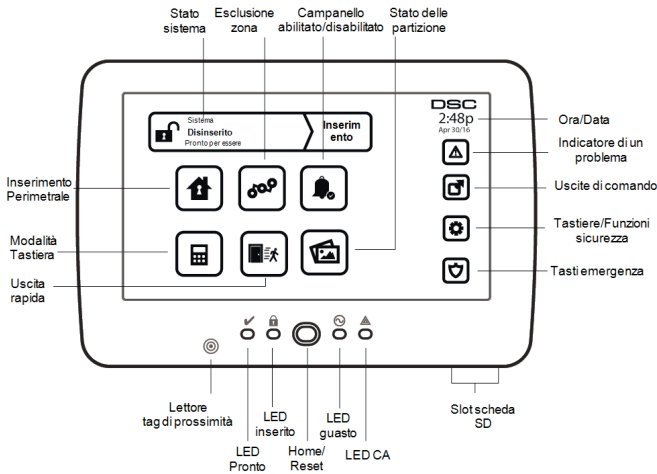 Stato
sistema
Esclusione
zona
Campanello
abilitato/disabilitato
Stato delle
partizione
Sistema
Disinserito
Pronto per essere
Inserim
ento
DSC
2:48p
Apr 30/16
Ora/Data
Indicatore di un
problema
Uscite di comando
Tastiere/Funzioni
sicurezza
Tasti emergenza
Inserimento
Perimetrale
Modalità
Tastiera
Uscita
rapida
Lettore
tag di prossimità
LED
Pronto
LED
inserito
Home/
Reset
LED
guasto
LED CA
Slot scheda
SD